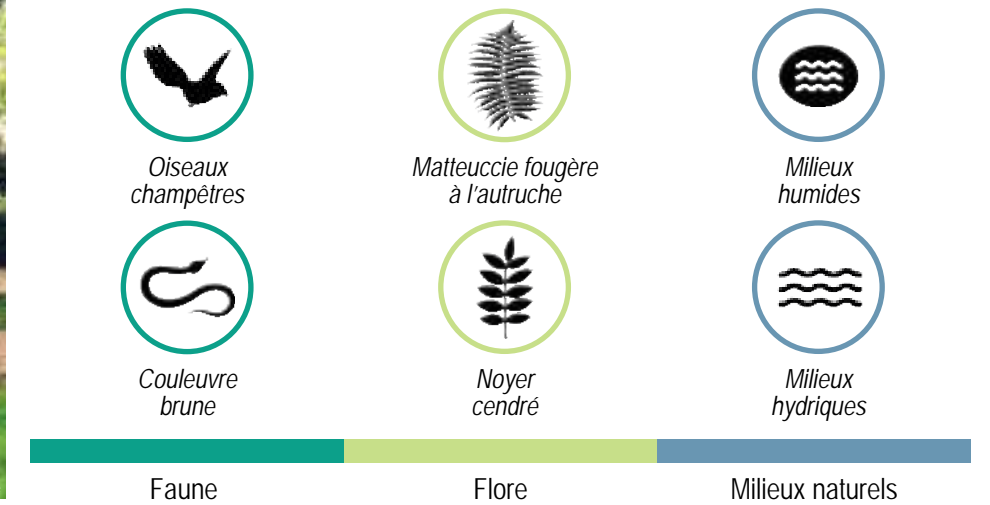 Oiseaux
champêtres
Matteuccie fougère
à l'autruche
Milieux
humides
Couleuvre
brune
Noyer
cendré
Milieux
hydriques
Faune
Flore
Milieux naturels